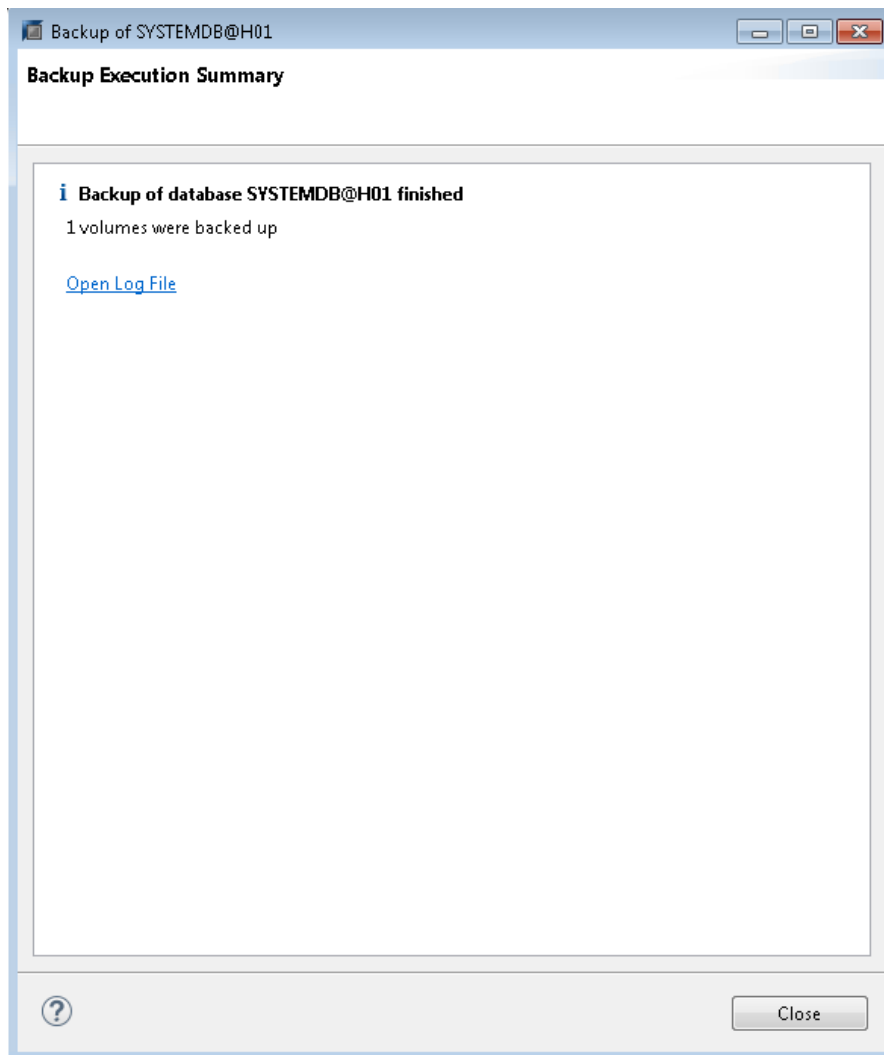 Backup of SYSTEMDB@H01
Backup Execution Summary
i Backup of database SYSTEMDB@H01 finished
1 volumes were backed up
Open Log File
?
Close